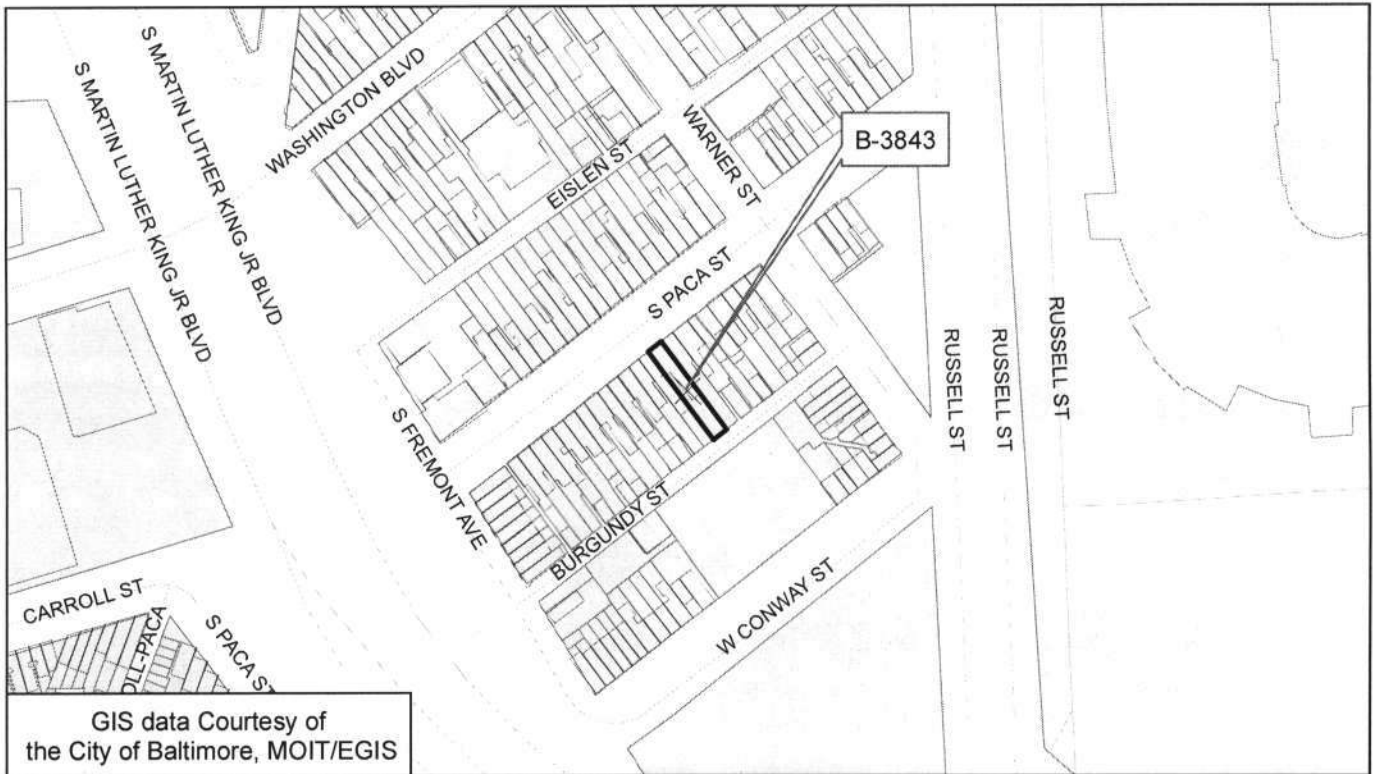 S MARTIN LUTHER KING JR BLVD
S MARTIN LUTHER KING JR BLVD
WASHINGTON BLVD
EISLEN ST
WARNER ST
B-3843
S PACA ST
RUSSELL ST
RUSSELL ST
RUSSELL ST
S FREMONT AVE
BURGUNDY ST
W CONWAY ST
CARROLL ST
OLL-PACA
S PACA ST
GIS data Courtesy of
the City of Baltimore, MOIT/EGIS